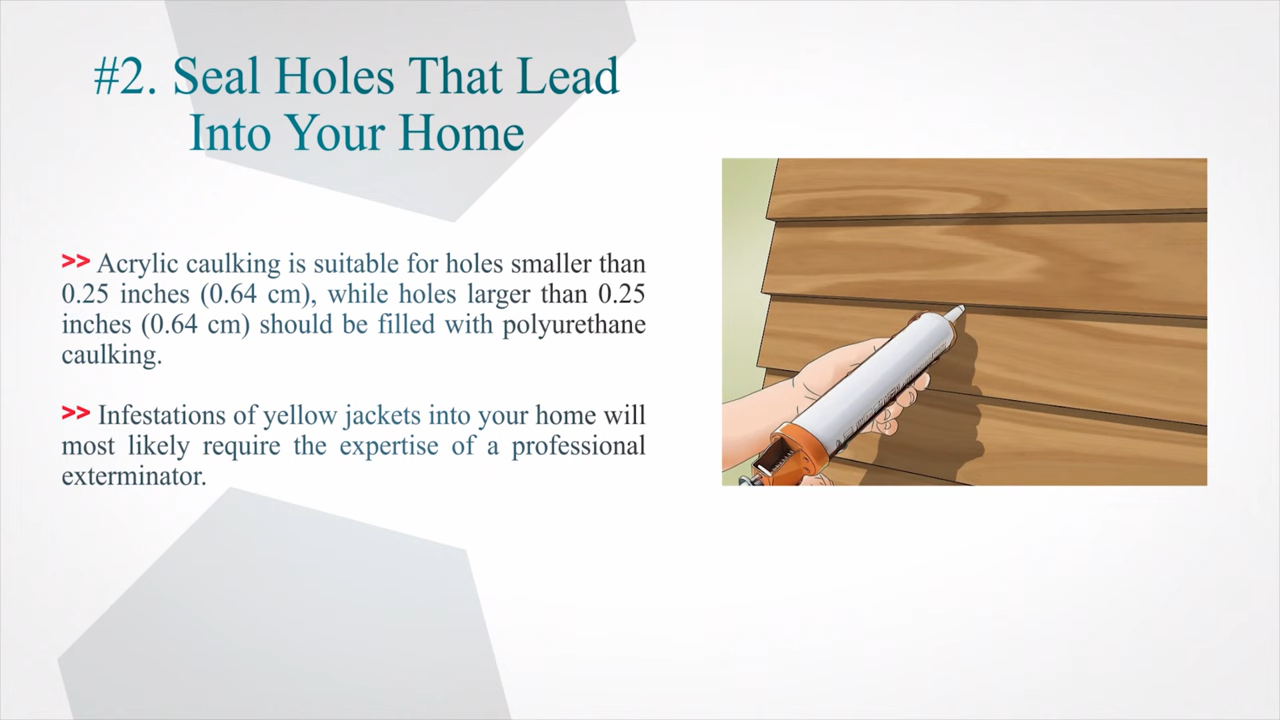 #2. Seal Holes That Lead
Into Your Home
>> Acrylic caulking is suitable for holes smaller than
0.25 inches (0.64 cm), while holes larger than 0.25
inches (0.64 cm) should be filled with polyurethane
caulking.
>> Infestations of yellow jackets into your home will
most likely require the expertise of a professional
exterminator.